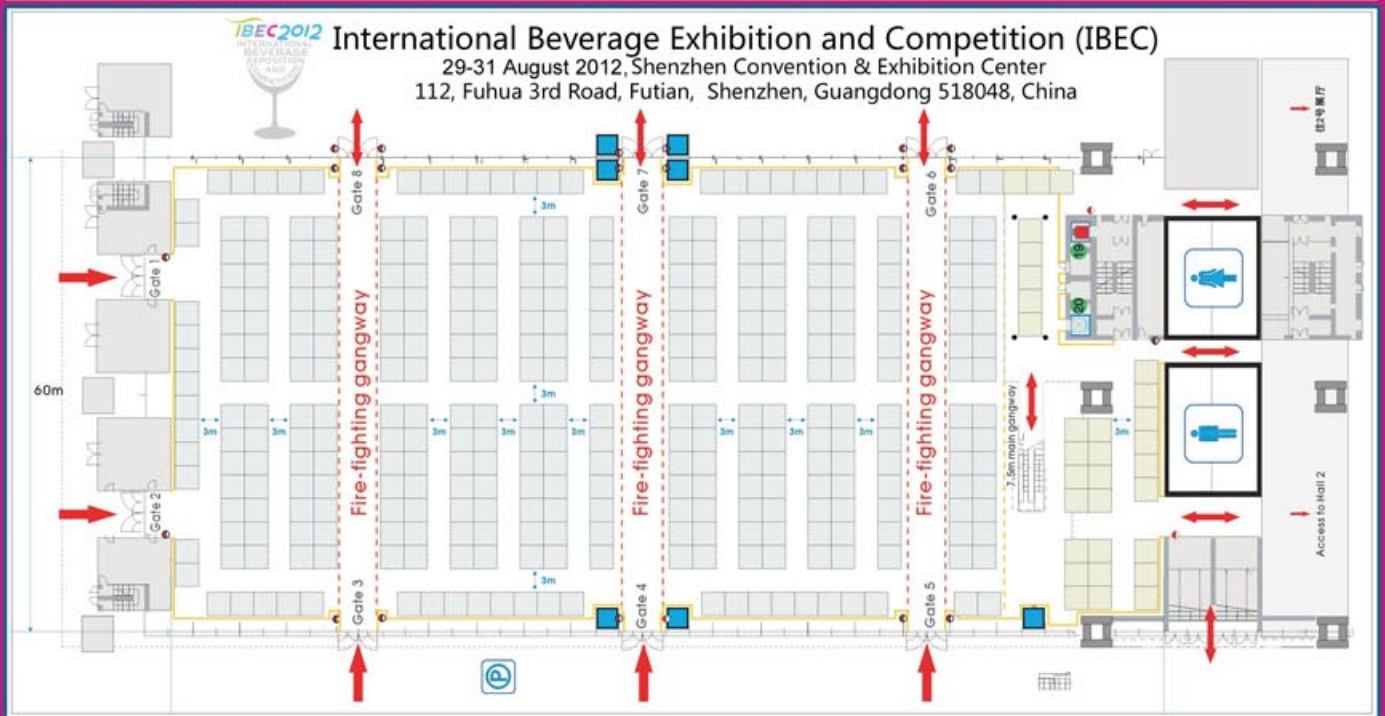 IBEC2012
INTERNATIONAL
BEVERAGE
EXPOSITION
AND
COMPETITION
International Beverage Exhibition and Competition (IBEC)
29-31 August 2012, Shenzhen Convention & Exhibition Center
112, Fuhua 3rd Road, Futian, Shenzhen, Guangdong 518048, China
往2号展厅
Gate 8
Gate 7
Gate 6
3m
Gate 1
19
20
Fire-fighting gangway
Fire-fighting gangway
Fire-fighting gangway
60m
3m
3m
3m
3m
3m
3m
3m
3m
3m
3m
7.5m main gangway
Gate 2
Access to Hall 2
3m
Gate 3
Gate 4
Gate 5
P